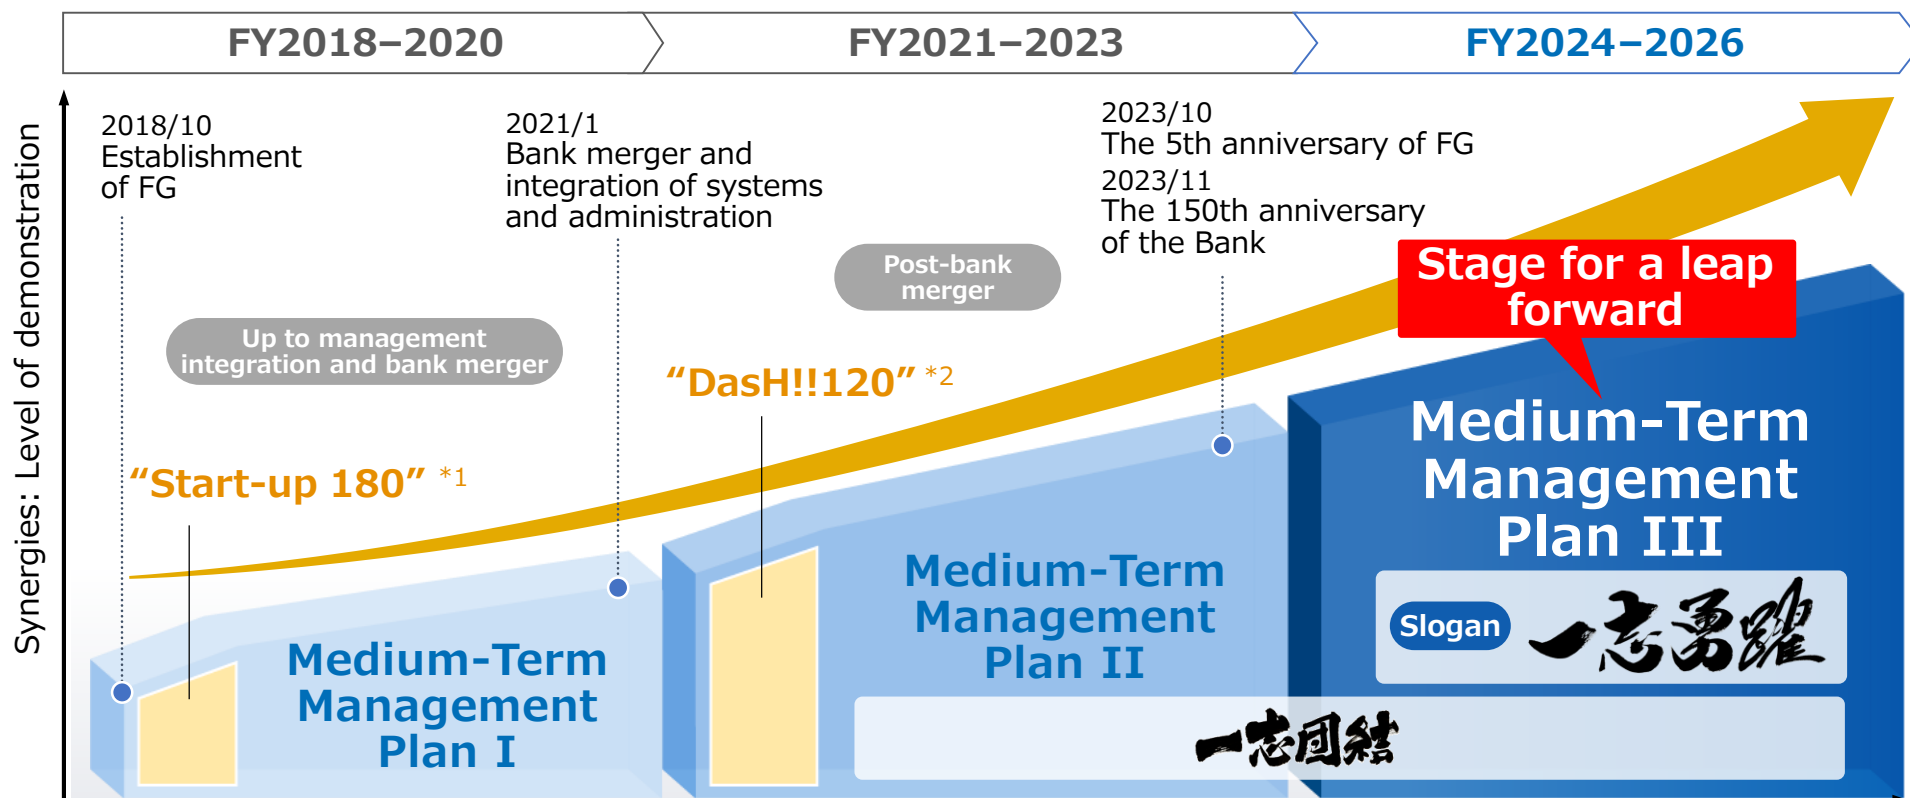 FY2018–2020
FY2021–2023
FY2024–2026
Synergies: Level of demonstration
2018/10
Establishment
of FG
2021/1
Bank merger and
integration of systems
and administration
2023/10
The 5th anniversary of FG
2023/11
The 150th anniversary
of the Bank
Up to management
integration and bank merger
Post-bank
merger
Stage for a leap
forward
“Start-up 180” *1
“DasH!!120” *2
Medium-Term
Management
Plan I
Medium-Term
Management
Plan II
Medium-Term
Management
Plan III
Slogan
一志勇躍
一志団結